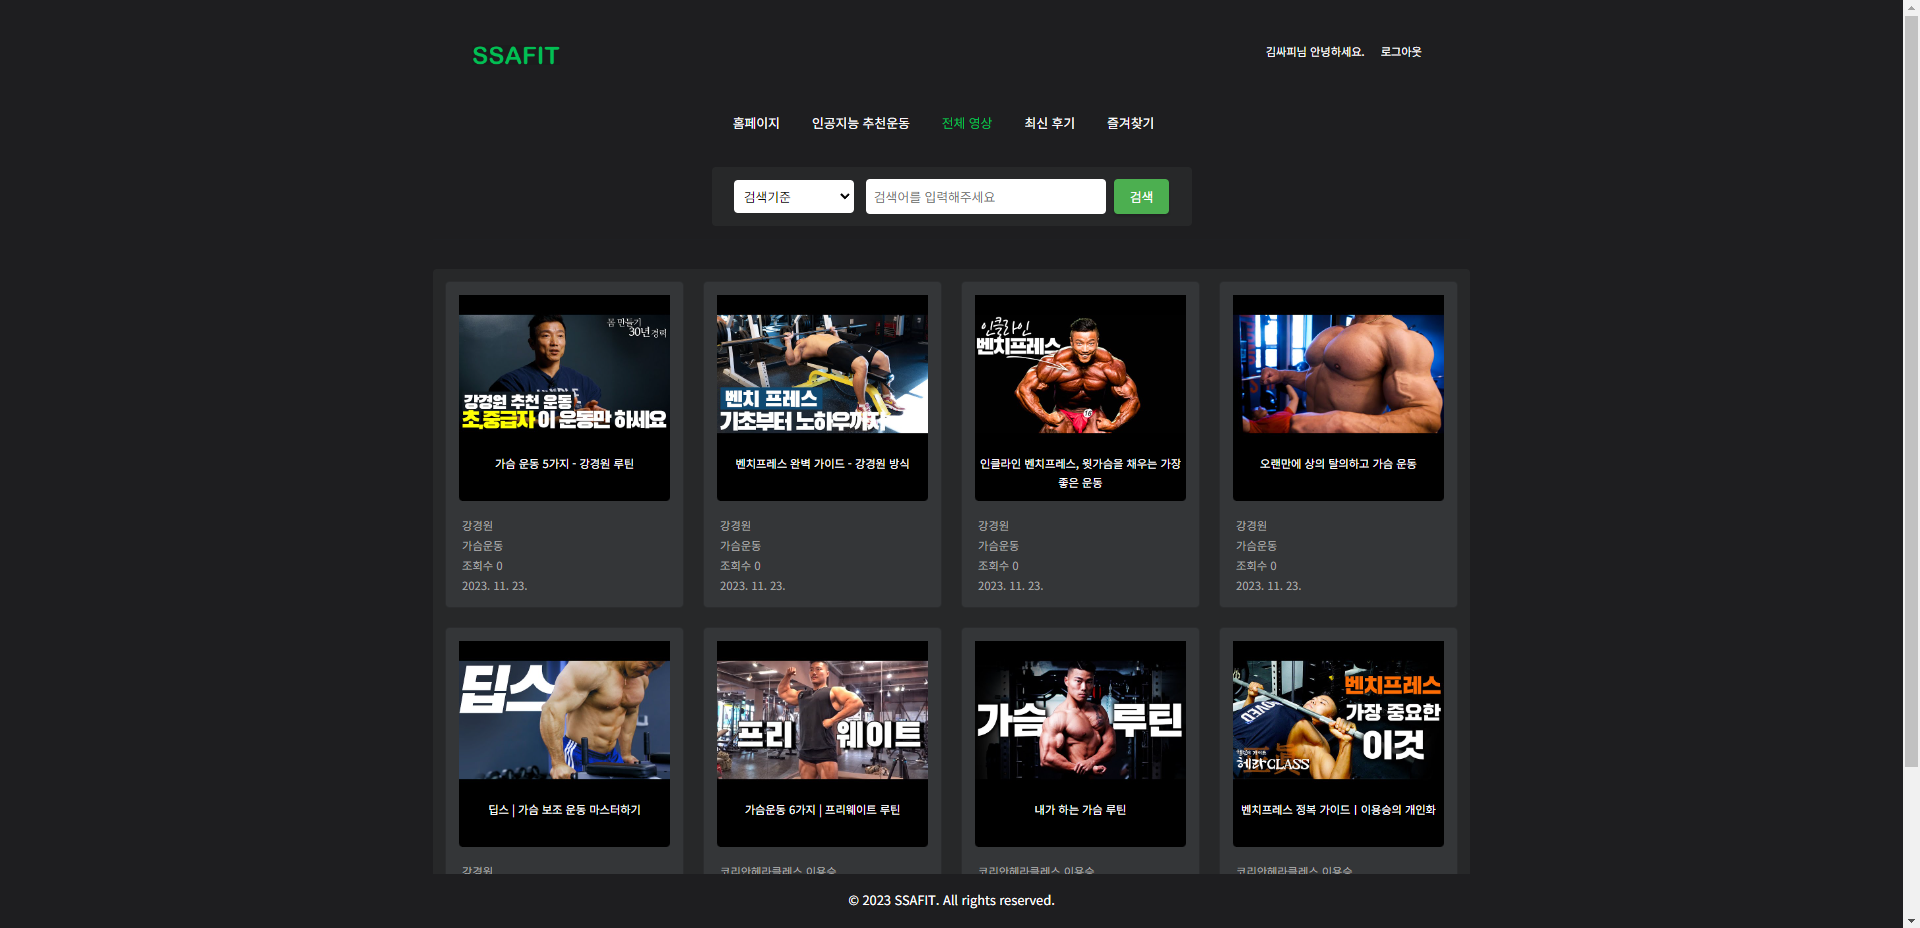 SSAFIT
김싸피님 안녕하세요. 로그아웃
홈페이지 인공지능 추천운동 전체 영상 최신 후기 즐겨찾기
검색기준 검색어를 입력해주세요 검색
몸 만들기
30년 경력
강경원 추천 운동
초,중급자 이 운동만 하세요
가슴 운동 5가지 - 강경원 루틴
강경원
가슴운동
조회수 0
2023. 11. 23.
벤치 프레스
기초부터 노하우까지
벤치프레스 완벽 가이드 - 강경원 방식
강경원
가슴운동
조회수 0
2023. 11. 23.
인클라인
벤치프레스
16
인클라인 벤치프레스, 윗가슴을 채우는 가장
좋은 운동
강경원
가슴운동
조회수 0
2023. 11. 23.
오랜만에 상의 탈의하고 가슴 운동
강경원
가슴운동
조회수 0
2023. 11. 23.
딥스
딥스 | 가슴 보조 운동 마스터하기
강경원
프리 웨이트
가슴운동 6가지 | 프리웨이트 루틴
코리안헤라클레스 이용승
가슴 루틴
내가 하는 가슴 루틴
코리안헤라클레스 이용승
벤치프레스
가장 중요한
이것
헤라CLASS
벤치프레스 정복 가이드ㅣ이용승의 개인화
코리안헤라클레스 이용승
© 2023 SSAFIT. All rights reserved.